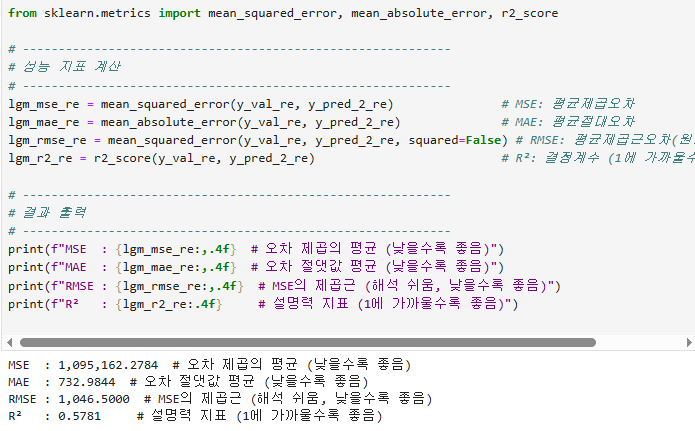 from sklearn.metrics import mean_squared_error, mean_absolute_error, r2_score
# ------------------------------------------------------------
# 성능 지표 계산
# ------------------------------------------------------------
lgm_mse_re = mean_squared_error(y_val_re, y_pred_2_re) # MSE: 평균제곱오차
lgm_mae_re = mean_absolute_error(y_val_re, y_pred_2_re) # MAE: 평균절대오차
lgm_rmse_re = mean_squared_error(y_val_re, y_pred_2_re, squared=False) # RMSE: 평균제곱근오차(원
lgm_r2_re = r2_score(y_val_re, y_pred_2_re) # R²: 결정계수 (1에 가까울수
# ------------------------------------------------------------
# 결과 출력
# ------------------------------------------------------------
print(f"MSE  : {lgm_mse_re:,.4f}  # 오차 제곱의 평균 (낮을수록 좋음)")
print(f"MAE  : {lgm_mae_re:,.4f}  # 오차 절댓값 평균 (낮을수록 좋음)")
print(f"RMSE : {lgm_rmse_re:,.4f}  # MSE의 제곱근 (해석 쉬움, 낮을수록 좋음)")
print(f"R²   : {lgm_r2_re:.4f}     # 설명력 지표 (1에 가까울수록 좋음)")
MSE  : 1,095,162.2784  # 오차 제곱의 평균 (낮을수록 좋음)
MAE  : 732.9844  # 오차 절댓값 평균 (낮을수록 좋음)
RMSE : 1,046.5000  # MSE의 제곱근 (해석 쉬움, 낮을수록 좋음)
R²   : 0.5781     # 설명력 지표 (1에 가까울수록 좋음)